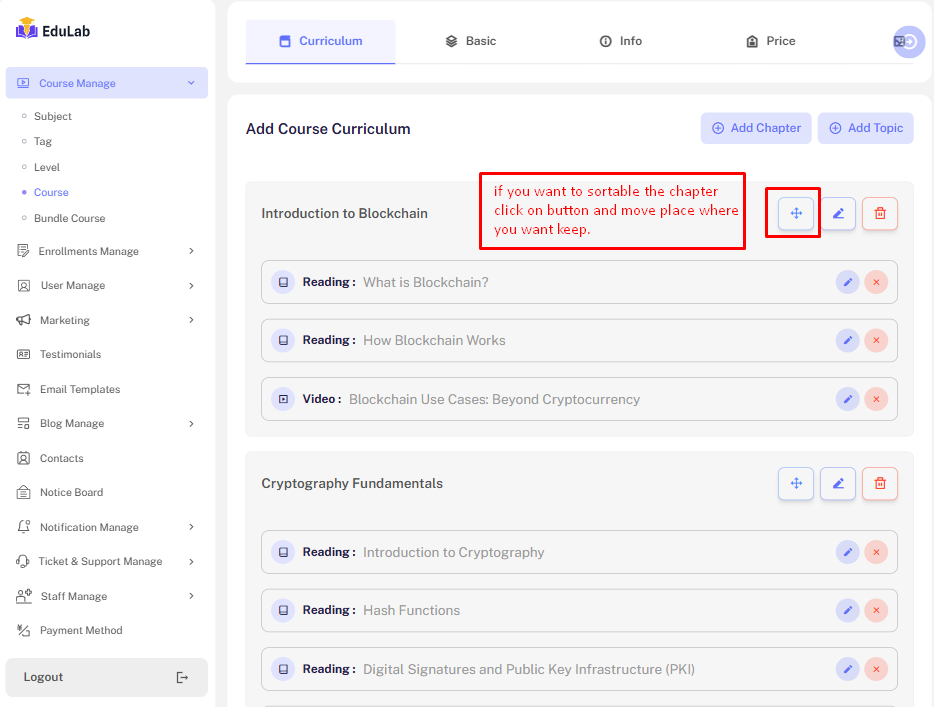 EduLab
Course Manage
Subject
Tag
Level
Course
Bundle Course
Enrollments Manage
User Manage
Marketing
Testimonials
Email Templates
Blog Manage
Contacts
Notice Board
Notification Manage
Ticket & Support Manage
Staff Manage
Payment Method
Logout
Curriculum
Basic
Info
Price
Add Course Curriculum
Add Chapter
Add Topic
Introduction to Blockchain
if you want to sortable the chapter
click on button and move place where
you want keep.
Reading : What is Blockchain?
Reading : How Blockchain Works
Video : Blockchain Use Cases: Beyond Cryptocurrency
Cryptography Fundamentals
Reading : Introduction to Cryptography
Reading : Hash Functions
Reading : Digital Signatures and Public Key Infrastructure (PKI)